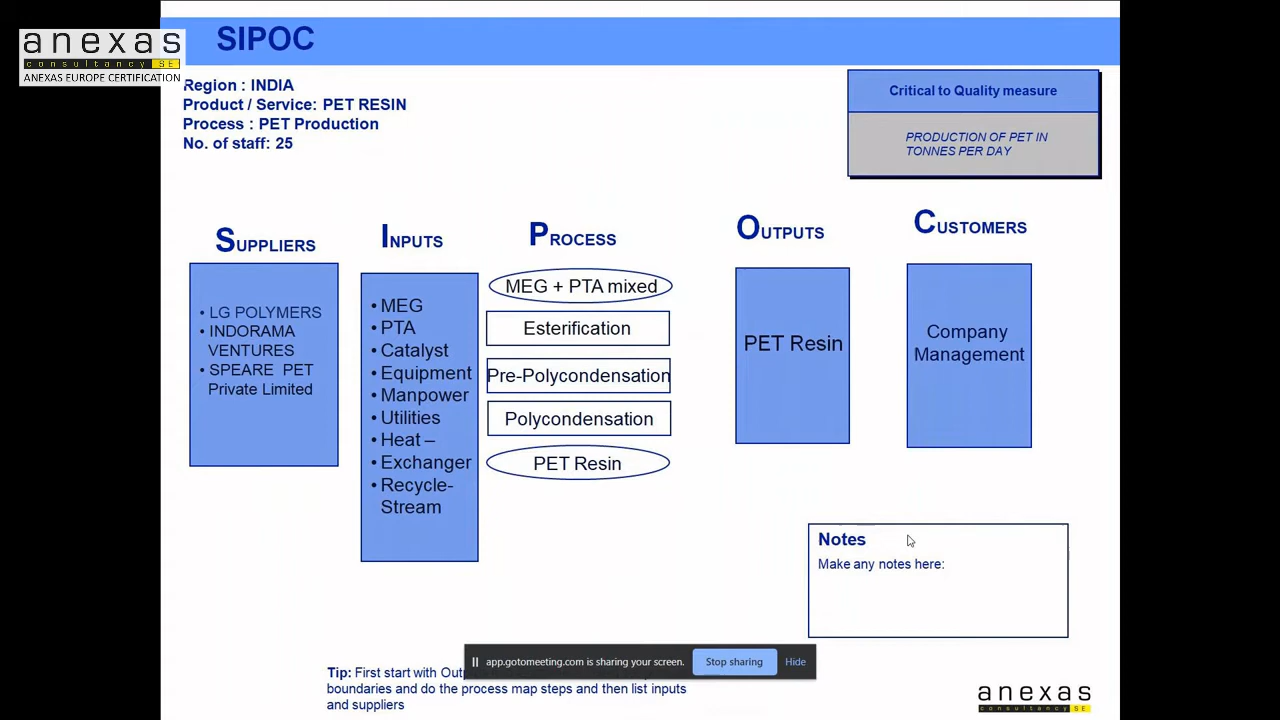 anexas
consultancy SE
ANEXAS EUROPE CERTIFICATION
SIPOC
Region : INDIA
Product / Service: PET RESIN
Process : PET Production
No. of staff: 25
Critical to Quality measure
PRODUCTION OF PET IN
TONNES PER DAY
SUPPLIERS
INPUTS
PROCESS
OUTPUTS
CUSTOMERS
• LG POLYMERS
• INDORAMA
VENTURES
• SPEARE PET
Private Limited
• MEG
• PTA
• Catalyst
• Equipment
• Manpower
• Utilities
• Heat –
• Exchanger
• Recycle-
Stream
MEG + PTA mixed
Esterification
Pre-Polycondensation
Polycondensation
PET Resin
PET Resin
Company
Management
Notes
Make any notes here:
app.gotomeeting.com is sharing your screen.
Stop sharing
Hide
Tip: First start with
boundaries and do the process map steps and then list inputs
and suppliers
anexas
consultancy SE